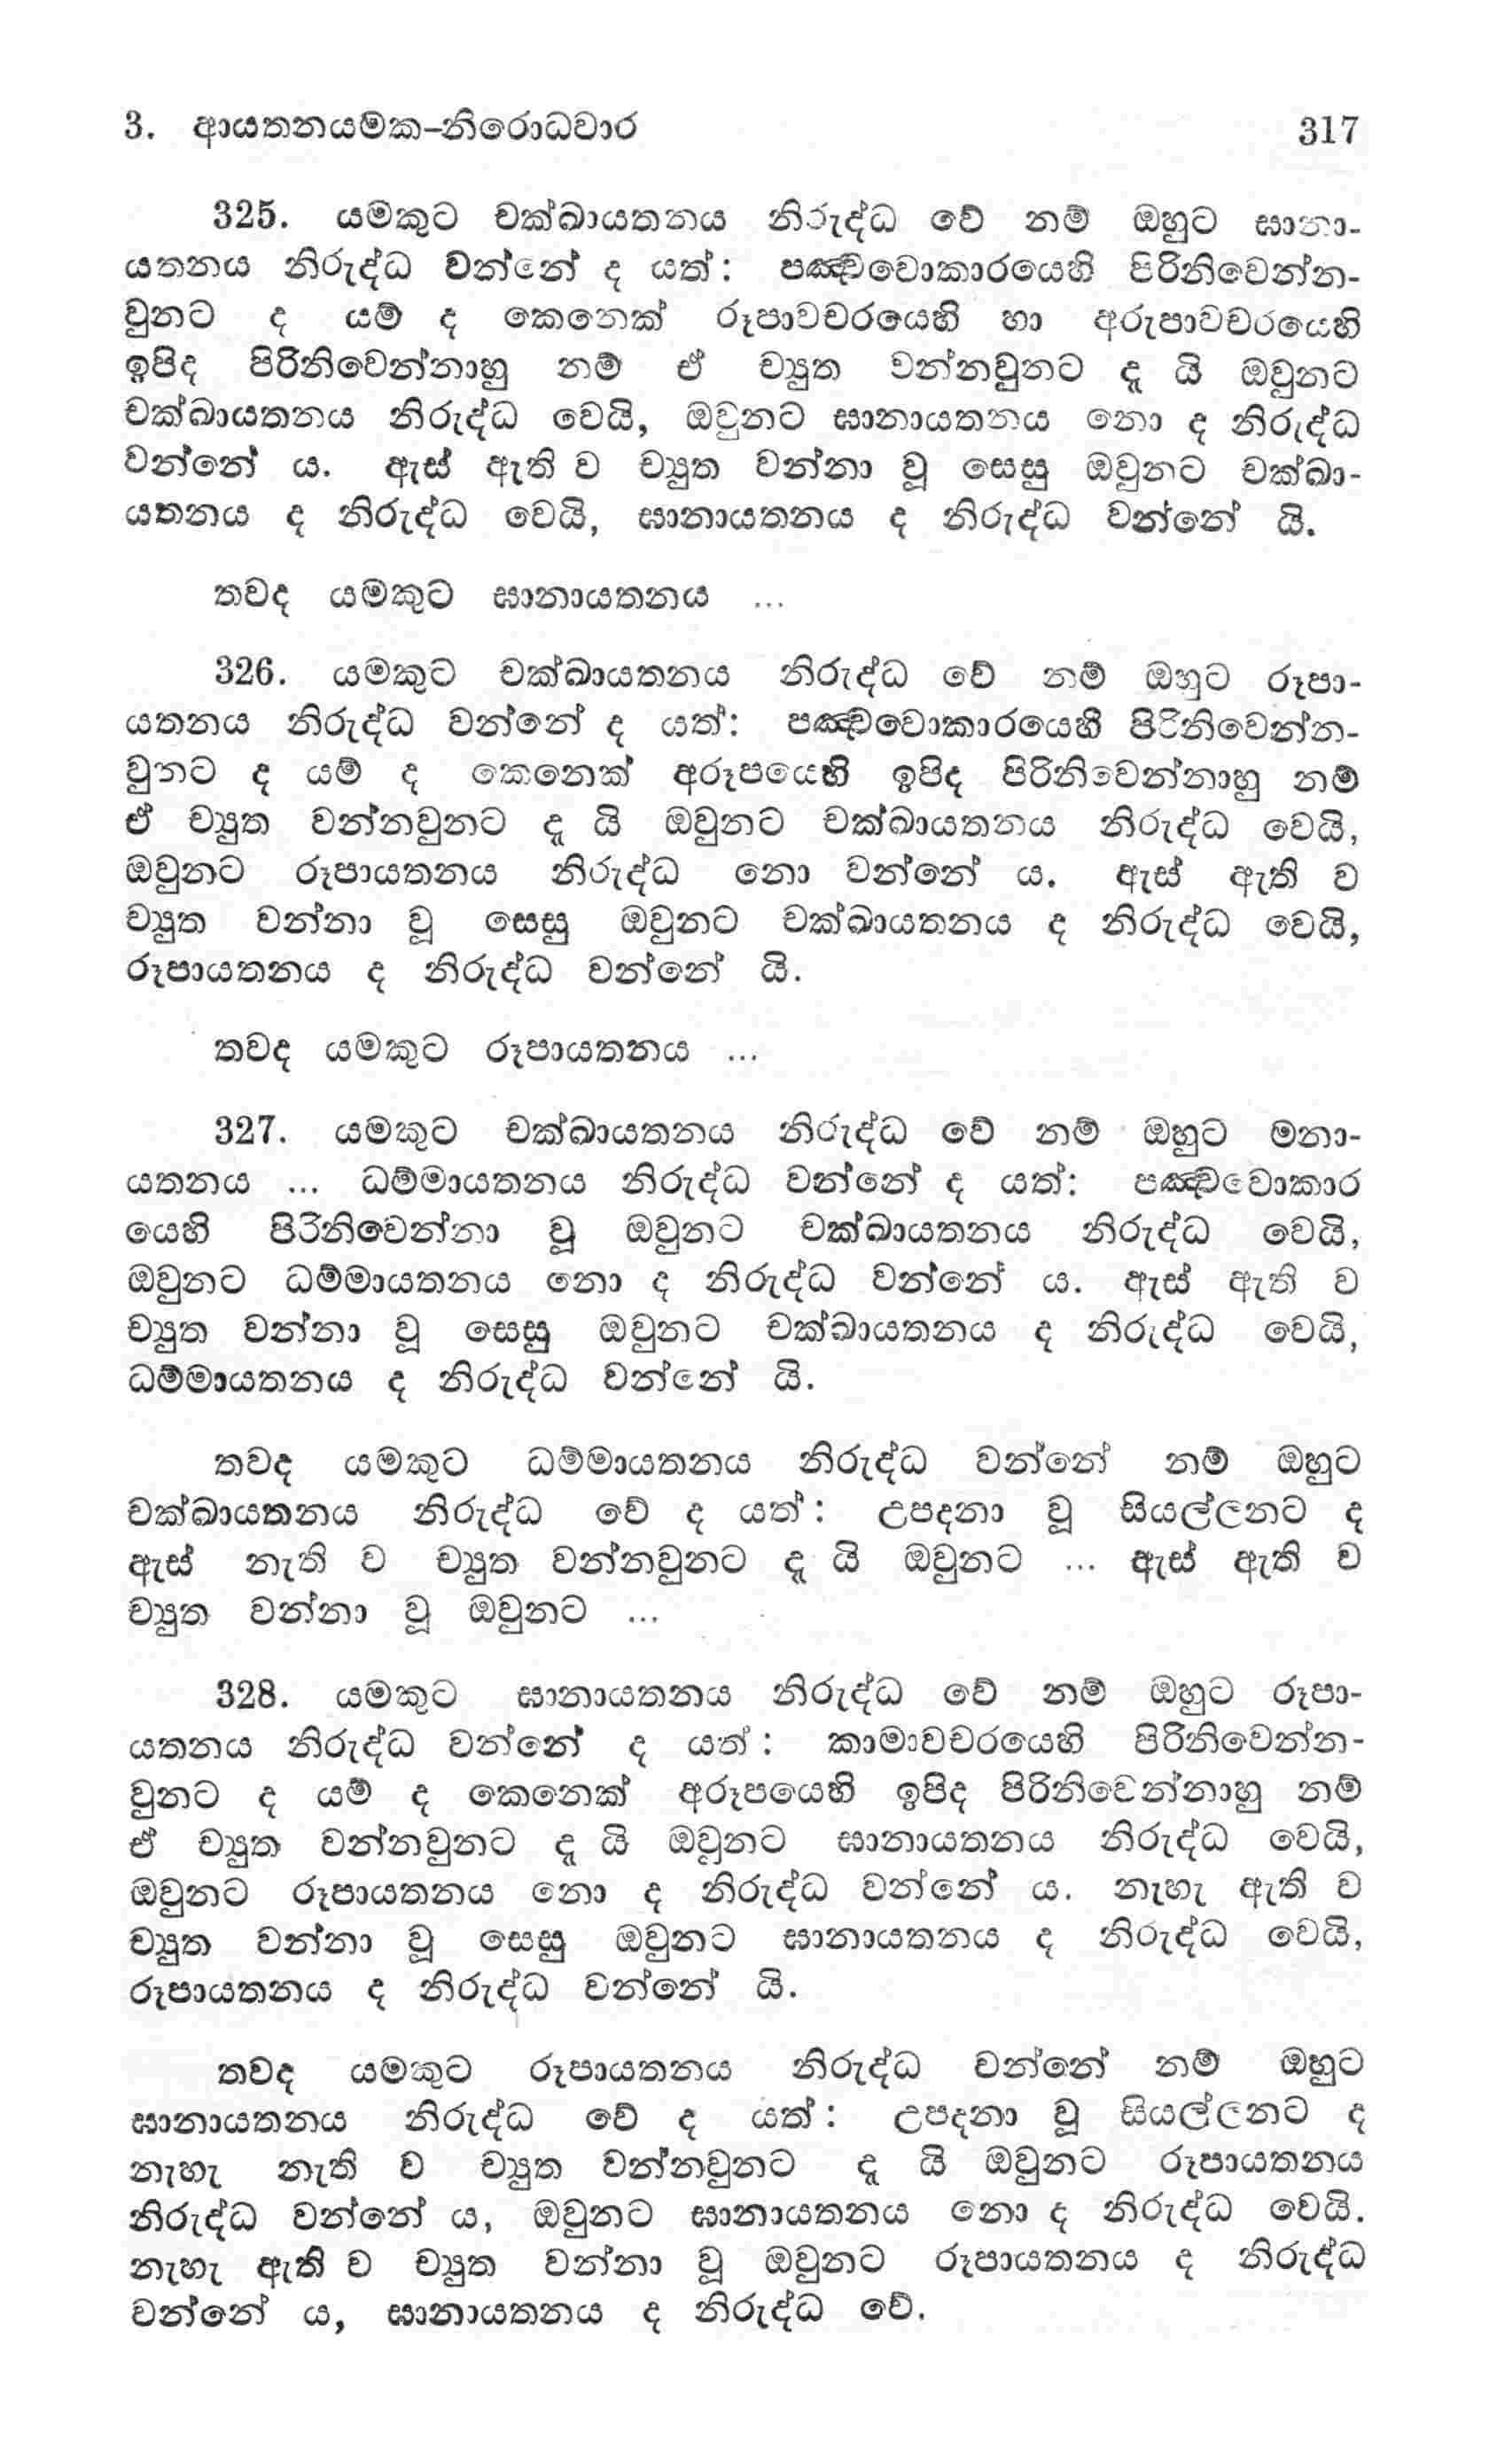 3. ආයතනයමක-නිරොධවාර 317
325. යමකුට චක්ඛායතනය නිරුද්ධ වේ නම් ඔහුට ඝානා-
යතනය නිරුද්ධ වන්නේ ද යත්: පඤ්චවොකාරයෙහි පිරිනිවෙන්න-
වුනට ද යම් ද කෙනෙක් රූපාවචරයෙහි හා අරූපාවචරයෙහි
ඉපිද පිරිනිවෙන්නාහු නම් ඒ ච්‍යුත වන්නවුනට දැ යි ඔවුනට
චක්ඛායතනය නිරුද්ධ වෙයි, ඔවුනට ඝානායතනය නො ද නිරුද්ධ
වන්නේ ය. ඇස් ඇති ව ච්‍යුත වන්නා වූ සෙසු ඔවුනට චක්ඛා-
යතනය ද නිරුද්ධ වෙයි, ඝානායතනය ද නිරුද්ධ වන්නේ යි.
තවද යමකුට ඝානායතනය ...
326. යමකුට චක්ඛායතනය නිරුද්ධ වේ නම් ඔහුට රූපා-
යතනය නිරුද්ධ වන්නේ ද යත්: පඤ්චවොකාරයෙහි පිරිනිවෙන්න-
වුනට ද යම් ද කෙනෙක් අරූපයෙහි ඉපිද පිරිනිවෙන්නාහු නම්
ඒ ච්‍යුත වන්නවුනට දැ යි ඔවුනට චක්ඛායතනය නිරුද්ධ වෙයි,
ඔවුනට රූපායතනය නිරුද්ධ නො වන්නේ ය. ඇස් ඇති ව
ච්‍යුත වන්නා වූ සෙසු ඔවුනට චක්ඛායතනය ද නිරුද්ධ වෙයි,
රූපායතනය ද නිරුද්ධ වන්නේ යි.
තවද යමකුට රූපායතනය ...
327. යමකුට චක්ඛායතනය නිරුද්ධ වේ නම් ඔහුට මනා-
යතනය ... ධම්මායතනය නිරුද්ධ වන්නේ ද යත්: පඤ්චවොකාර
යෙහි පිරිනිවෙන්නා වූ ඔවුනට චක්ඛායතනය නිරුද්ධ වෙයි,
ඔවුනට ධම්මායතනය නො ද නිරුද්ධ වන්නේ ය. ඇස් ඇති ව
ච්‍යුත වන්නා වූ සෙසු ඔවුනට චක්ඛායතනය ද නිරුද්ධ වෙයි,
ධම්මායතනය ද නිරුද්ධ වන්නේ යි.
තවද යමකුට ධම්මායතනය නිරුද්ධ වන්නේ නම් ඔහුට
චක්ඛායතනය නිරුද්ධ වේ ද යත්: උපදනා වූ සියල්ලනට ද
ඇස් නැති ව ච්‍යුත වන්නවුනට දැ යි ඔවුනට ... ඇස් ඇති ව
ච්‍යුත වන්නා වූ ඔවුනට ...
328. යමකුට ඝානායතනය නිරුද්ධ වේ නම් ඔහුට රූපා-
යතනය නිරුද්ධ වන්නේ ද යත්: කාමාවචරයෙහි පිරිනිවෙන්න-
වුනට ද යම් ද කෙනෙක් අරූපයෙහි ඉපිද පිරිනිවෙන්නාහු නම්
ඒ ච්‍යුත වන්නවුනට දැ යි ඔවුනට ඝානායතනය නිරුද්ධ වෙයි,
ඔවුනට රූපායතනය නො ද නිරුද්ධ වන්නේ ය. නැහැ ඇති ව
ච්‍යුත වන්නා වූ සෙසු ඔවුනට ඝානායතනය ද නිරුද්ධ වෙයි,
රූපායතනය ද නිරුද්ධ වන්නේ යි.
තවද යමකුට රූපායතනය නිරුද්ධ වන්නේ නම් ඔහුට
ඝානායතනය නිරුද්ධ වේ ද යත්: උපදනා වූ සියල්ලනට ද
නැහැ නැති ව ච්‍යුත වන්නවුනට දැ යි ඔවුනට රූපායතනය
නිරුද්ධ වන්නේ ය, ඔවුනට ඝානායතනය නො ද නිරුද්ධ වෙයි.
නැහැ ඇති ව ච්‍යුත වන්නා වූ ඔවුනට රූපායතනය ද නිරුද්ධ
වන්නේ ය, ඝානායතනය ද නිරුද්ධ වේ.